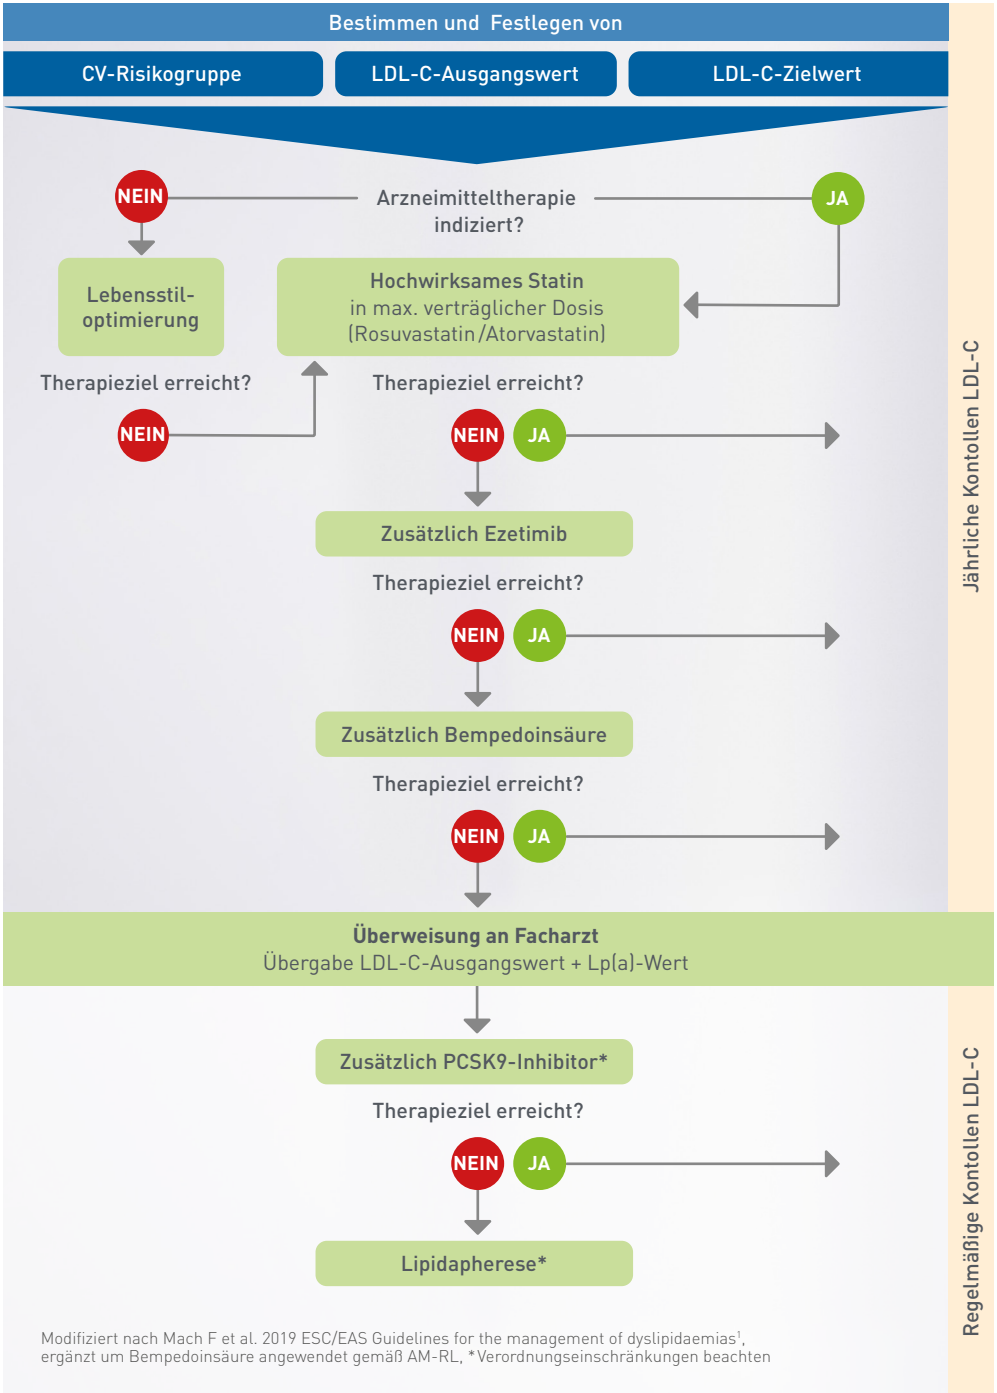 Bestimmen und Festlegen von
CV-Risikogruppe
LDL-C-Ausgangswert
LDL-C-Zielwert
NEIN
Arzneimitteltherapie
indiziert?
JA
Lebensstil-
optimierung
Hochwirksames Statin
in max. verträglicher Dosis
(Rosuvastatin/Atorvastatin)
Therapieziel erreicht?
NEIN
Therapieziel erreicht?
NEIN
JA
Zusätzlich Ezetimib
Therapieziel erreicht?
NEIN
JA
Zusätzlich Bempedoinsäure
Therapieziel erreicht?
NEIN
JA
Jährliche Kontollen LDL-C
Überweisung an Facharzt
Übergabe LDL-C-Ausgangswert + Lp(a)-Wert
Zusätzlich PCSK9-Inhibitor*
Therapieziel erreicht?
NEIN
JA
Lipidapherese*
Regelmäßige Kontollen LDL-C
Modifiziert nach Mach F et al. 2019 ESC/EAS Guidelines for the management of dyslipidaemias¹,
ergänzt um Bempedoinsäure angewendet gemäß AM-RL, *Verordnungseinschränkungen beachten